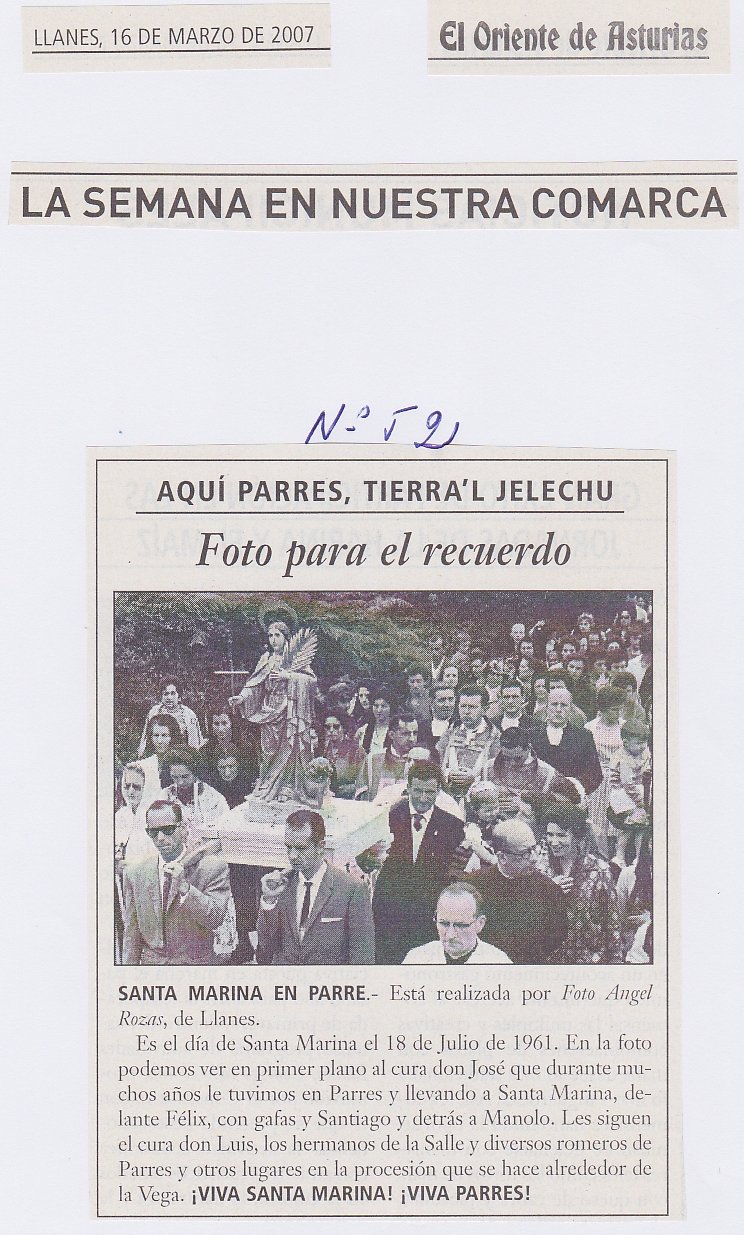 LLANES, 16 DE MARZO DE 2007
El Oriente de Asturias
LA SEMANA EN NUESTRA COMARCA
Nº 52
AQUÍ PARRES, TIERRA'L JELECHU
Foto para el recuerdo
SANTA MARINA EN PARRE.- Está realizada por Foto Angel
Rozas, de Llanes.
Es el día de Santa Marina el 18 de Julio de 1961. En la foto
podemos ver en primer plano al cura don José que durante mu-
chos años le tuvimos en Parres y llevando a Santa Marina, de-
lante Félix, con gafas y Santiago y detrás a Manolo. Les siguen
el cura don Luis, los hermanos de la Salle y diversos romeros de
Parres y otros lugares en la procesión que se hace alrededor de
la Vega. ¡VIVA SANTA MARINA! ¡VIVA PARRES!